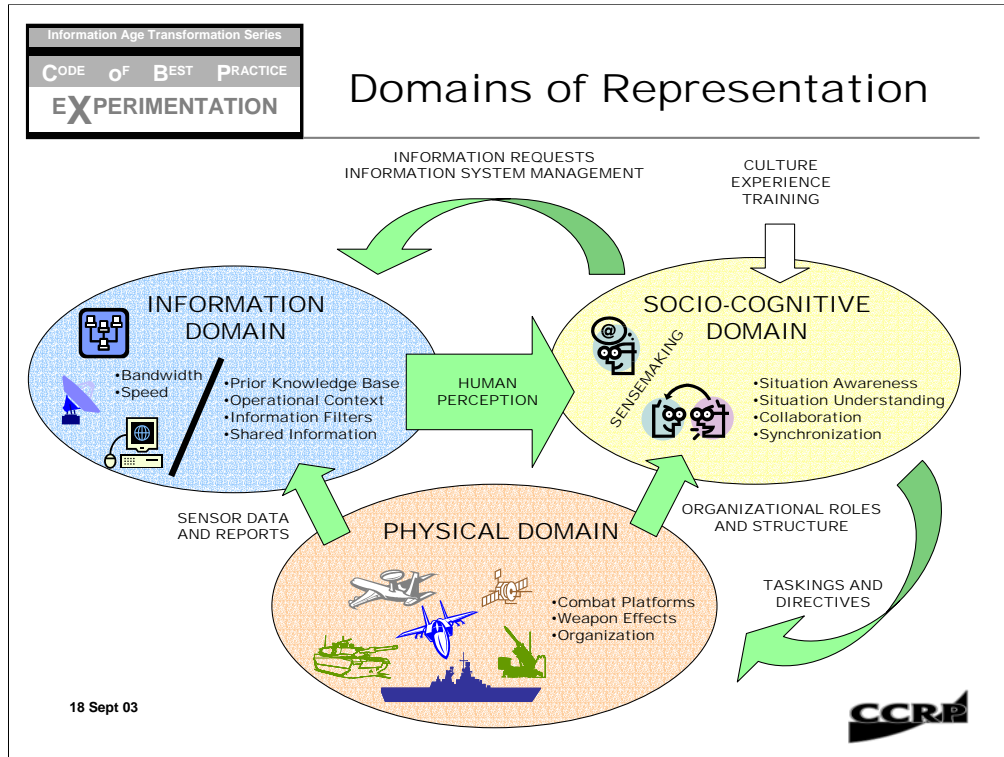 Information Age Transformation Series
CODE OF BEST PRACTICE
EXPERIMENTATION
Domains of Representation
INFORMATION REQUESTS
INFORMATION SYSTEM MANAGEMENT
CULTURE
EXPERIENCE
TRAINING
INFORMATION
DOMAIN
•Bandwidth
•Speed
•Prior Knowledge Base
•Operational Context
•Information Filters
•Shared Information
HUMAN
PERCEPTION
SOCIO-COGNITIVE
DOMAIN
@
SENSEMAKING
•Situation Awareness
•Situation Understanding
•Collaboration
•Synchronization
SENSOR DATA
AND REPORTS
PHYSICAL DOMAIN
•Combat Platforms
•Weapon Effects
•Organization
ORGANIZATIONAL ROLES
AND STRUCTURE
TASKINGS AND
DIRECTIVES
18 Sept 03
CCRP